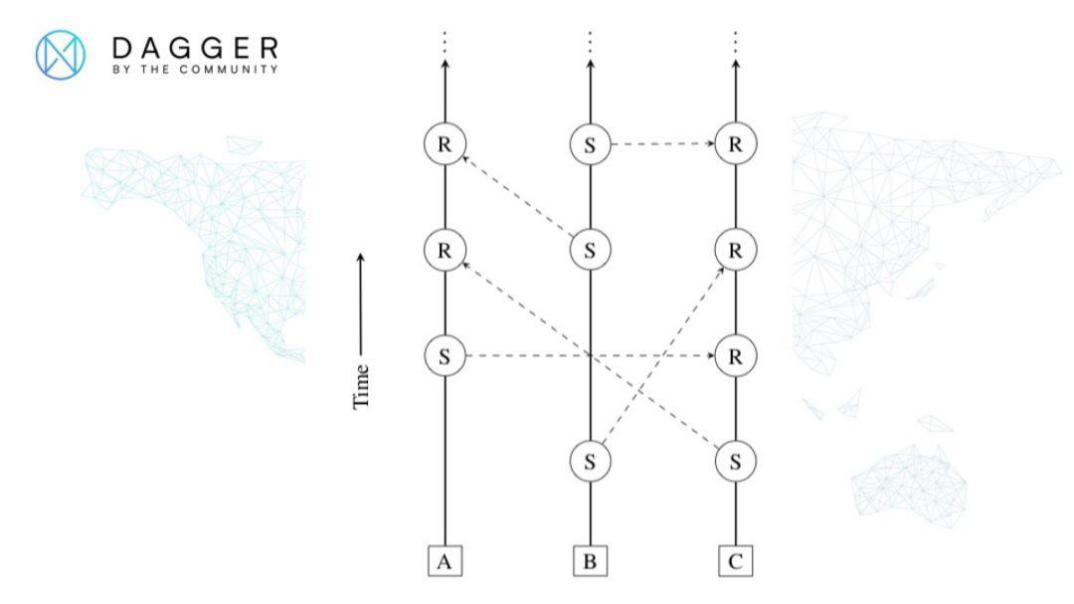 DAGGER
BY THE COMMUNITY
R S R
R S R
S R
Time
S S
A B C